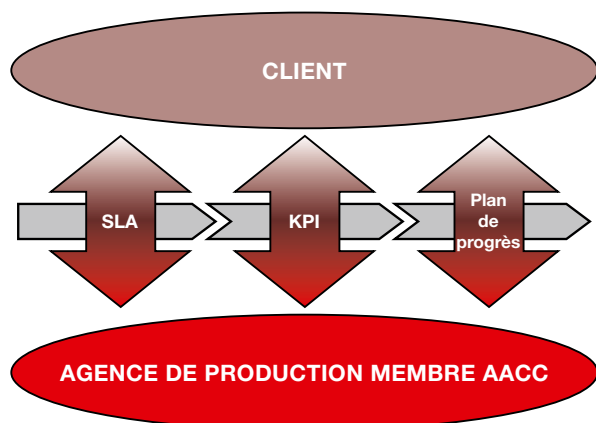 CLIENT
SLA
KPI
Plan
de
progrès
AGENCE DE PRODUCTION MEMBRE AACC